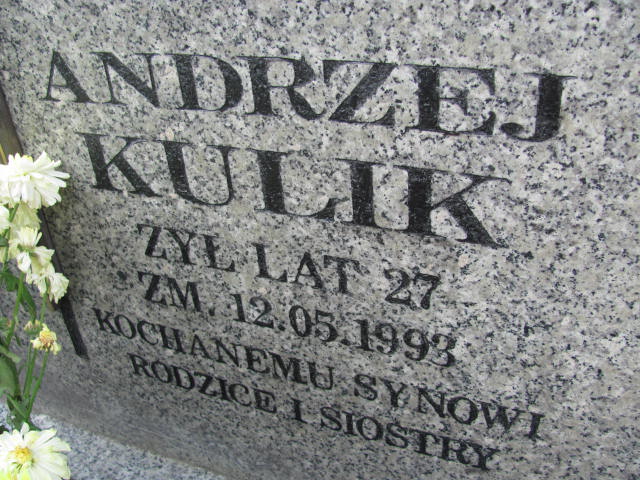 ANDRZEJ
KULIK
ŻYŁ LAT 27
ZM. 12.05.1993
KOCHANEMU SYNOWI
RODZICE I SIOSTRY